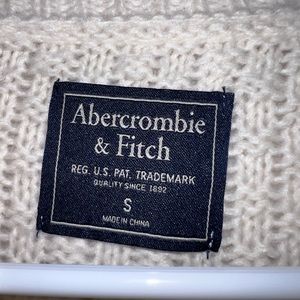 Abercrombie
& Fitch
REG. U.S. PAT. TRADEMARK
QUALITY SINCE 1892
S
MADE IN CHINA